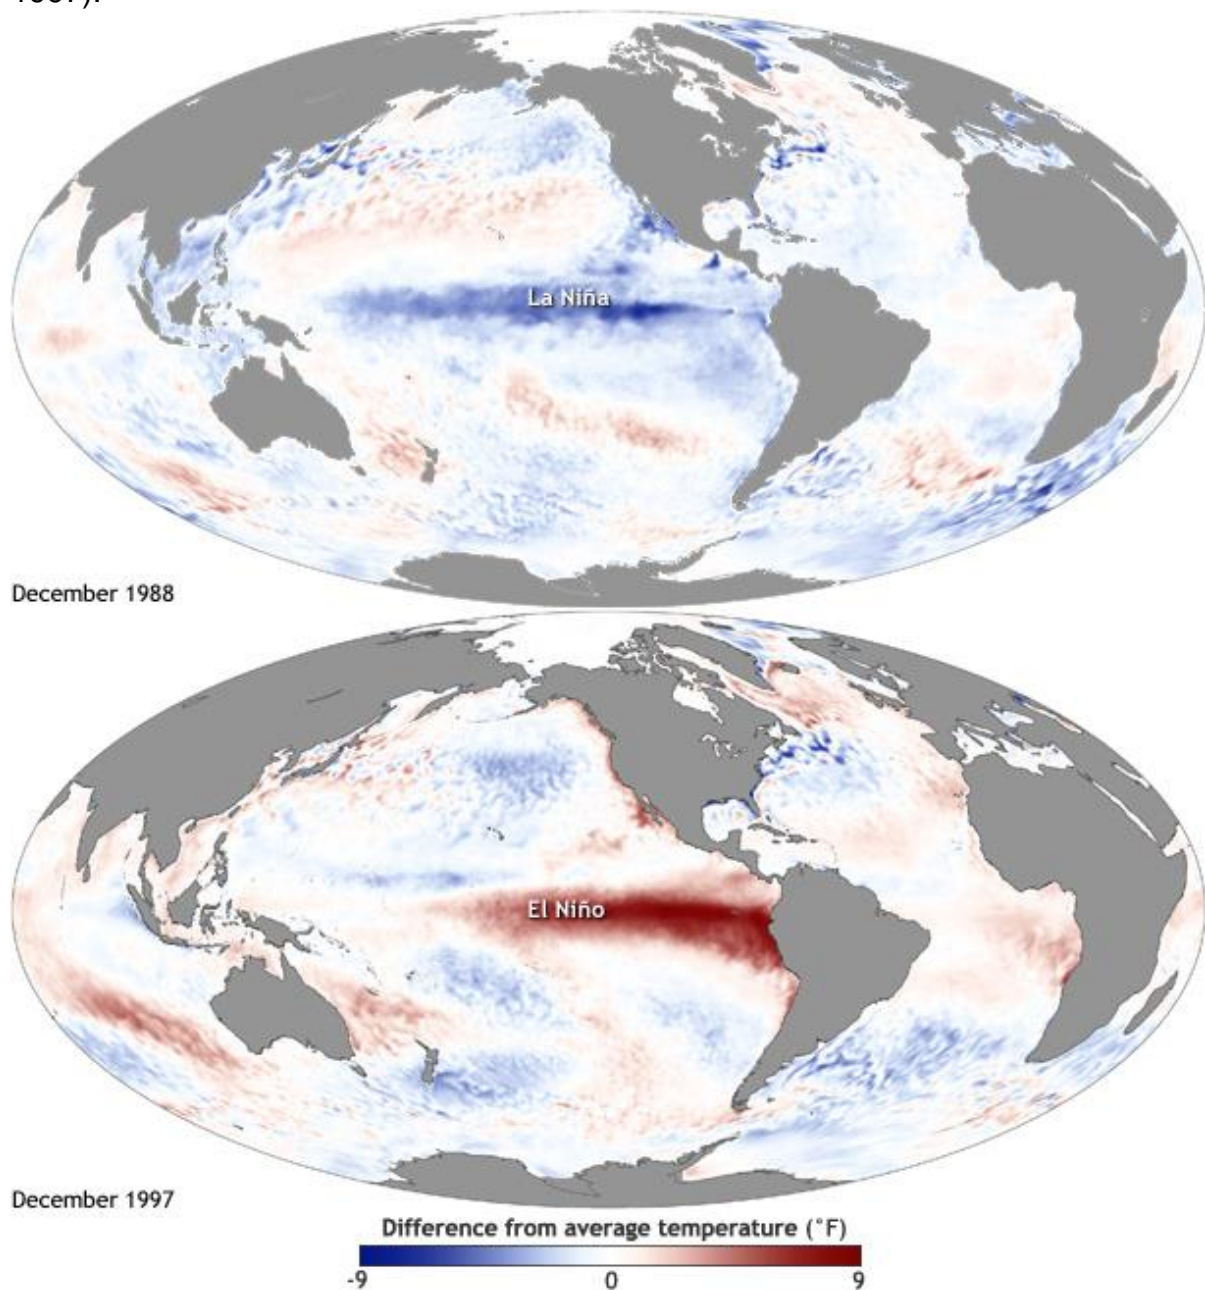 La Niña
December 1988
El Niño
December 1997
Difference from average temperature (°F)
-9 0 9